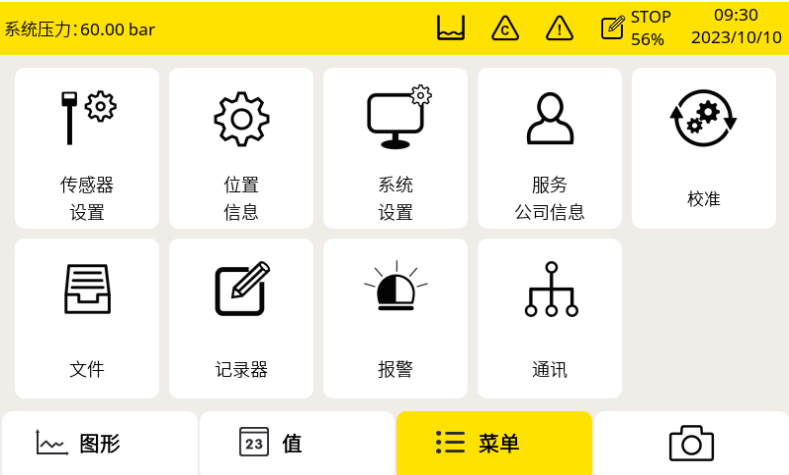 系统压力：60.00 bar
C
!
STOP
56%
09:30
2023/10/10
传感器
设置
位置
信息
系统
设置
服务
公司信息
校准
文件
记录器
报警
通讯
图形
23
值
菜单